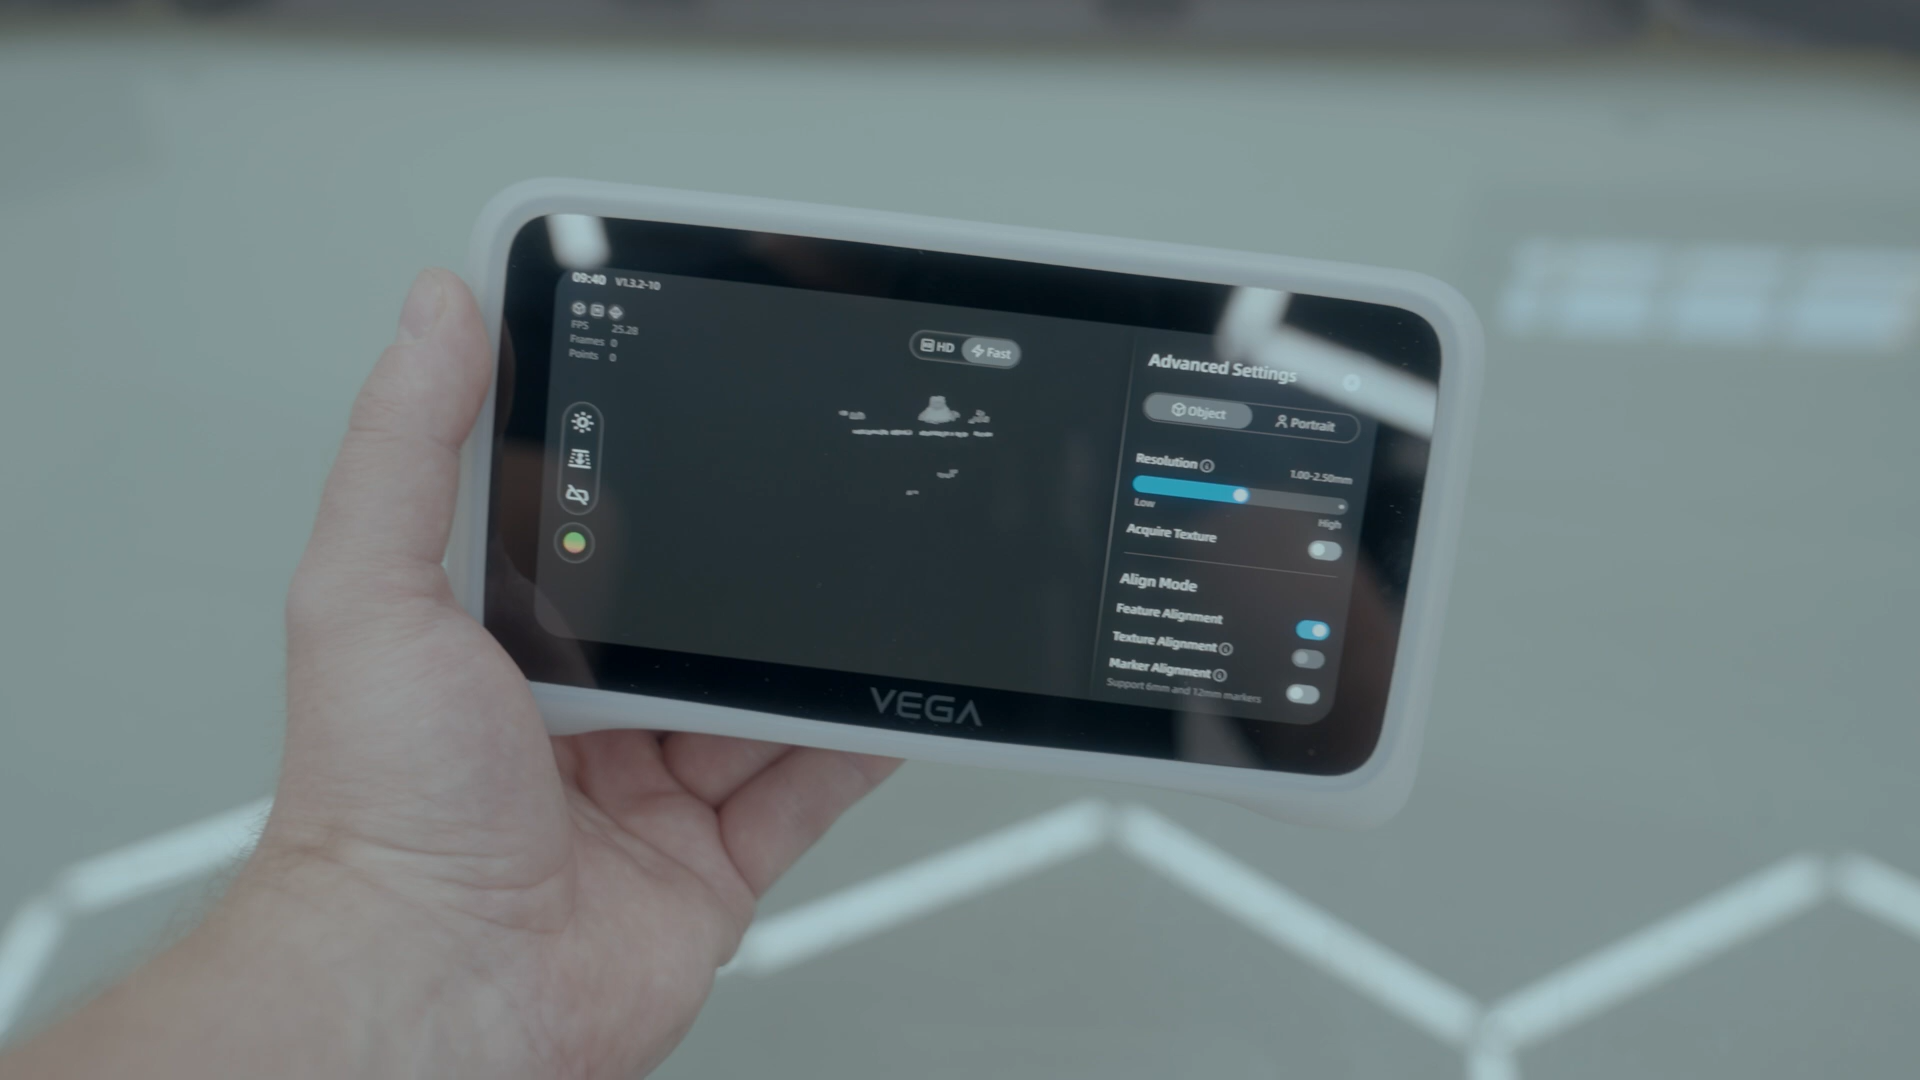 09:40 V1.3.2-10
FPS 25.28
Frames 0
Points 0
HD Fast
Advanced Settings
Object Portrait
Resolution 1.00-2.50mm
Low High
Acquire Texture
Align Mode
Feature Alignment
Texture Alignment
Marker Alignment
Support 6mm and 12mm markers
VEGA